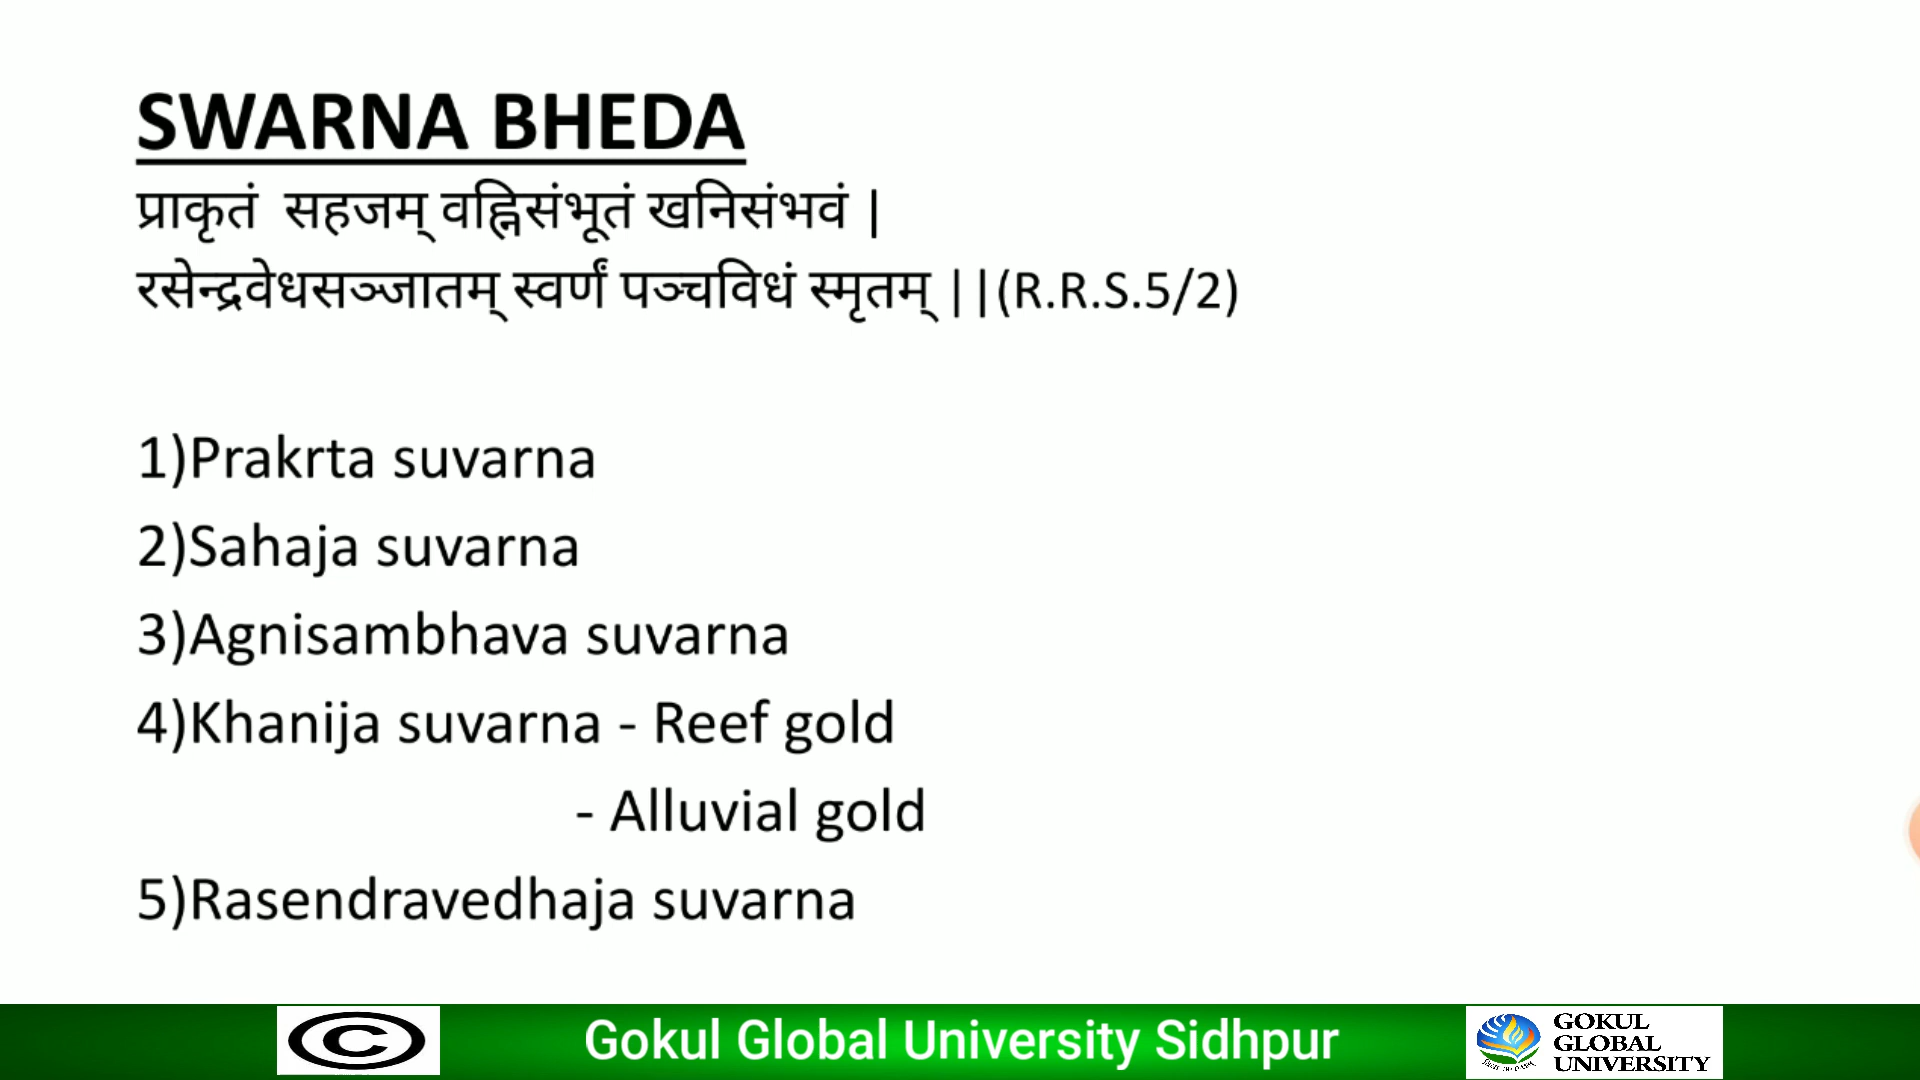 SWARNA BHEDA
प्राकृतं सहजम् वह्निसंभूतं खनिसंभवं |
रसेन्द्रवेधसञ्जातम् स्वर्णं पञ्चविधं स्मृतम् ||(R.R.S.5/2)
1)Prakrta suvarna
2)Sahaja suvarna
3)Agnisambhava suvarna
4)Khanija suvarna - Reef gold
- Alluvial gold
5)Rasendravedhaja suvarna
©
Gokul Global University Sidhpur
GOKUL
GLOBAL
UNIVERSITY